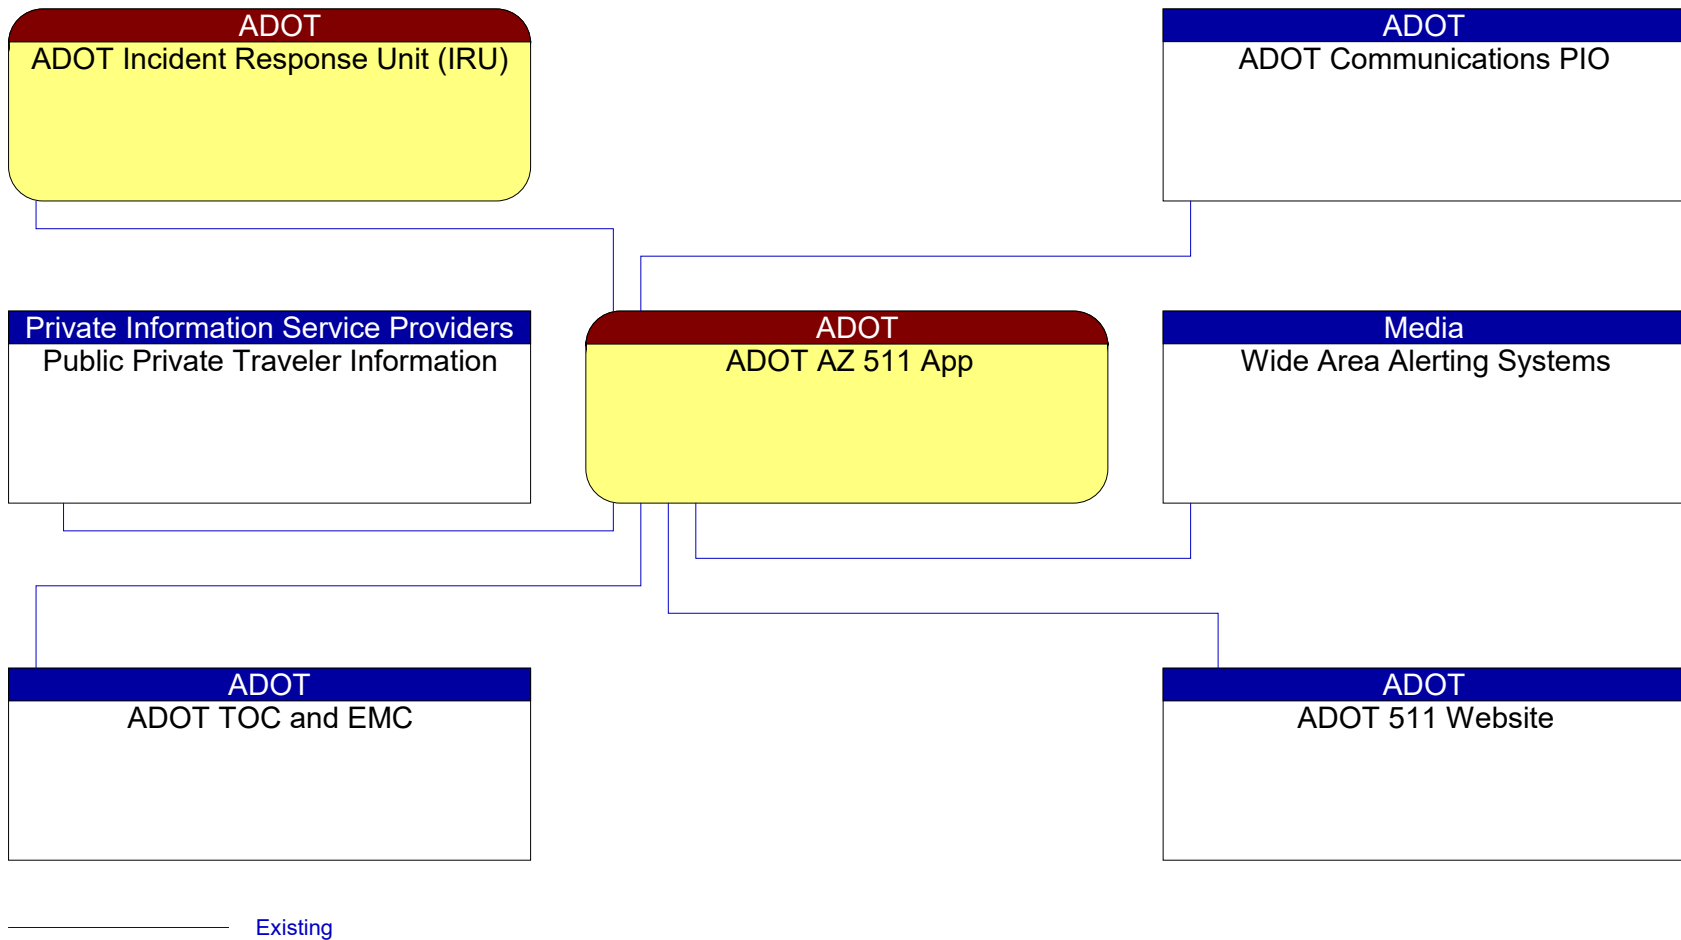 ADOT
ADOT Incident Response Unit (IRU)
ADOT
ADOT Communications PIO
Private Information Service Providers
Public Private Traveler Information
ADOT
ADOT AZ 511 App
Media
Wide Area Alerting Systems
ADOT
ADOT TOC and EMC
ADOT
ADOT 511 Website
Existing